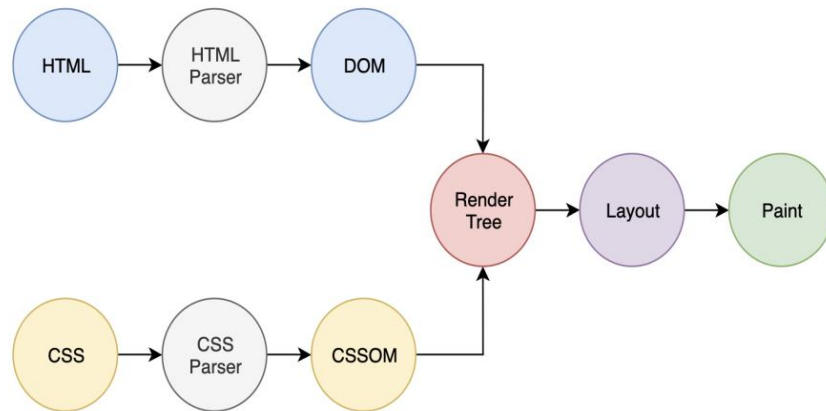 HTML
HTML
Parser
DOM
Render
Tree
Layout
Paint
CSS
CSS
Parser
CSSOM